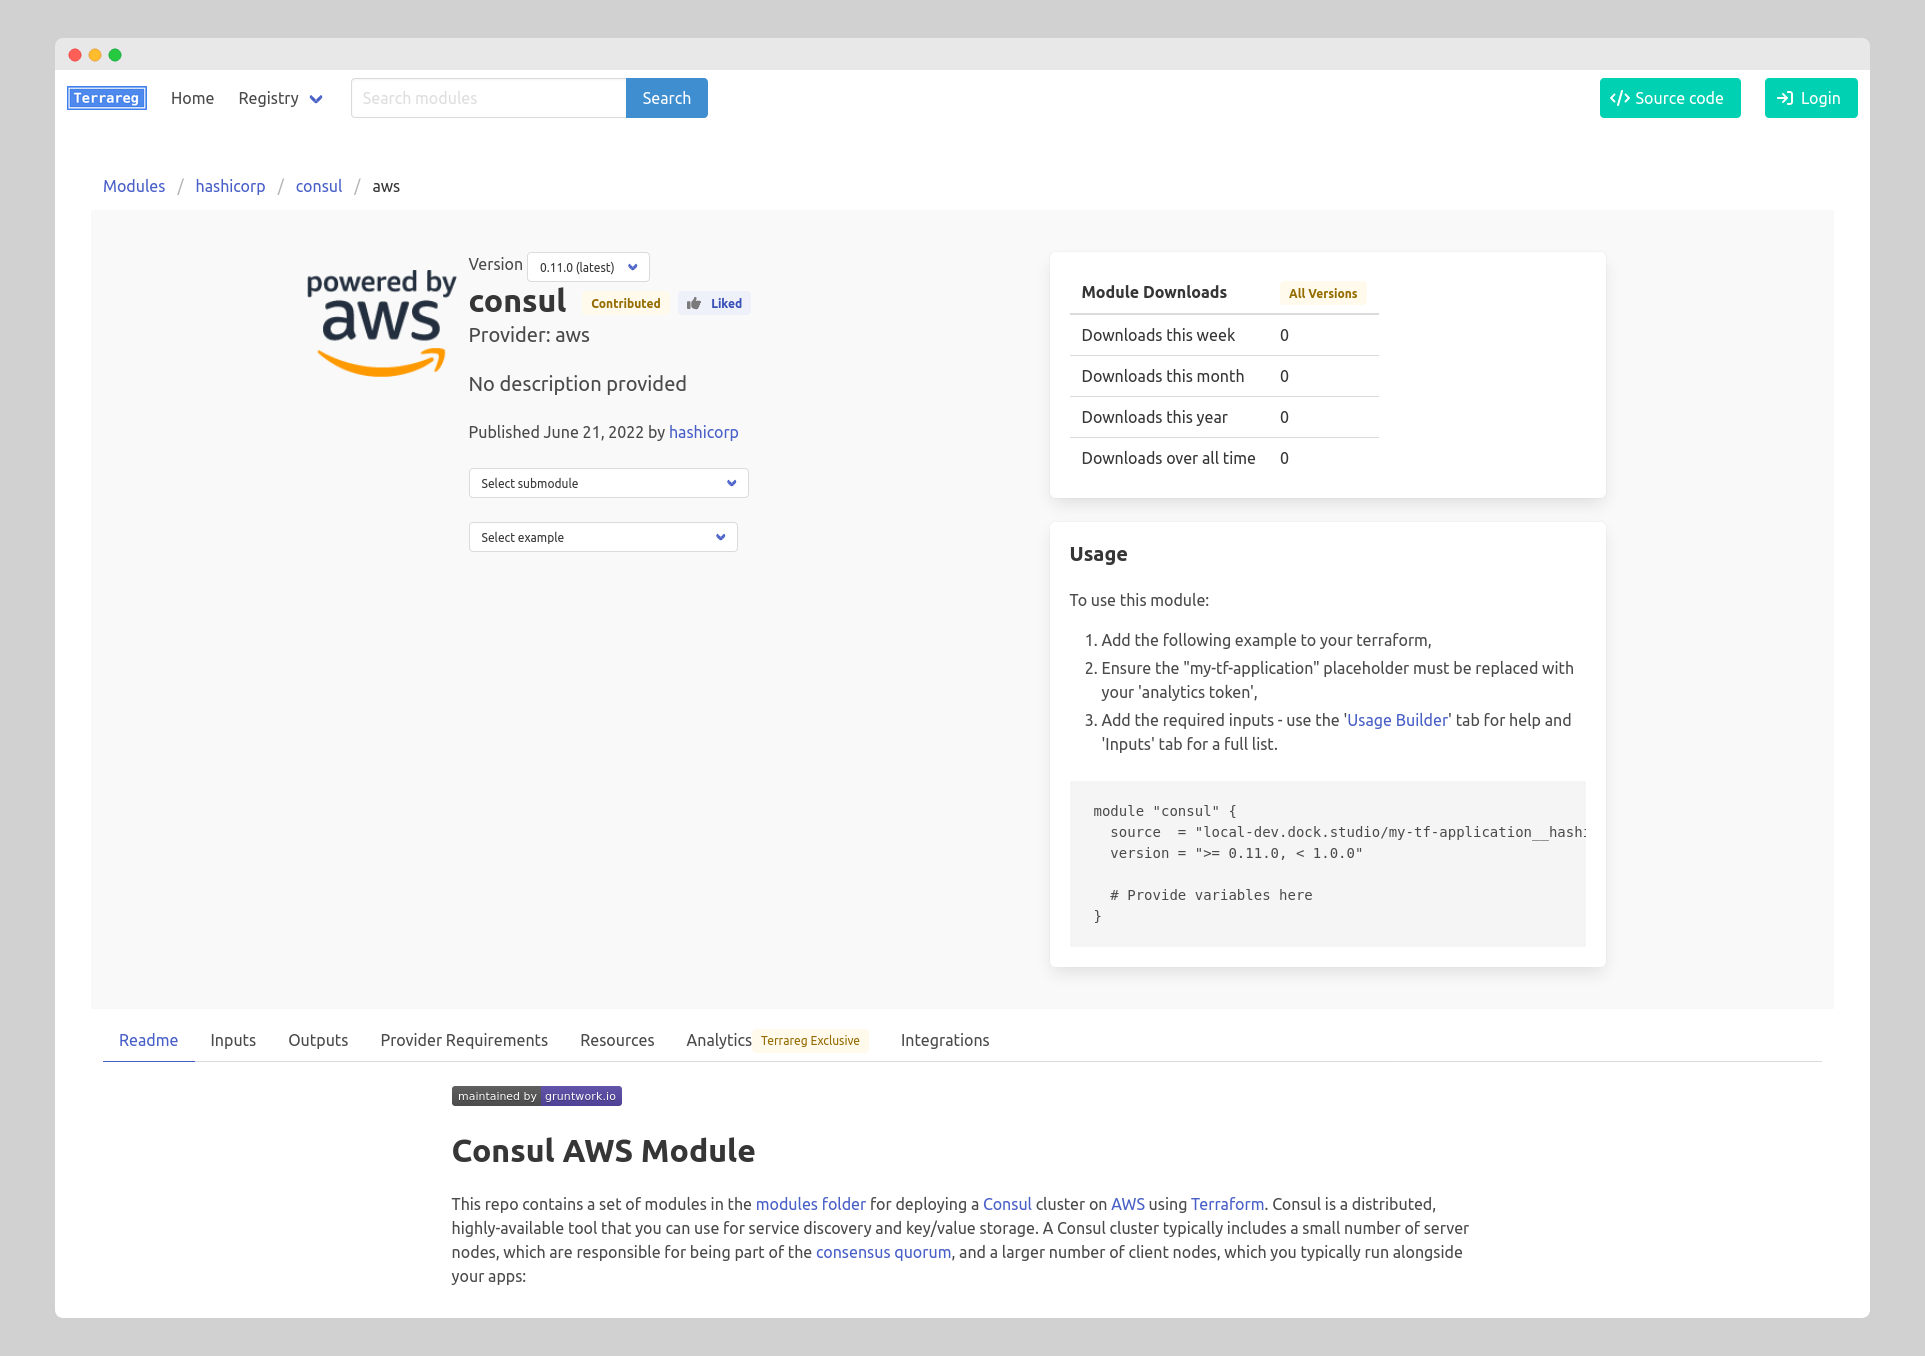 Terrareg Home Registry Search modules Search Source code Login
Modules / hashicorp / consul / aws
powered by
aws
Version 0.11.0 (latest)
consul Contributed Liked
Provider: aws
No description provided
Published June 21, 2022 by hashicorp
Select submodule
Select example
Module Downloads All Versions
Downloads this week 0
Downloads this month 0
Downloads this year 0
Downloads over all time 0
Usage
To use this module:
1. Add the following example to your terraform,
2. Ensure the "my-tf-application" placeholder must be replaced with
your 'analytics token',
3. Add the required inputs - use the 'Usage Builder' tab for help and
'Inputs' tab for a full list.
module "consul" {
  source  = "local-dev.dock.studio/my-tf-application__hashi
  version = ">= 0.11.0, < 1.0.0"
  # Provide variables here
}
Readme Inputs Outputs Provider Requirements Resources Analytics Terrareg Exclusive Integrations
maintained by gruntwork.io
Consul AWS Module
This repo contains a set of modules in the modules folder for deploying a Consul cluster on AWS using Terraform. Consul is a distributed,
highly-available tool that you can use for service discovery and key/value storage. A Consul cluster typically includes a small number of server
nodes, which are responsible for being part of the consensus quorum, and a larger number of client nodes, which you typically run alongside
your apps: